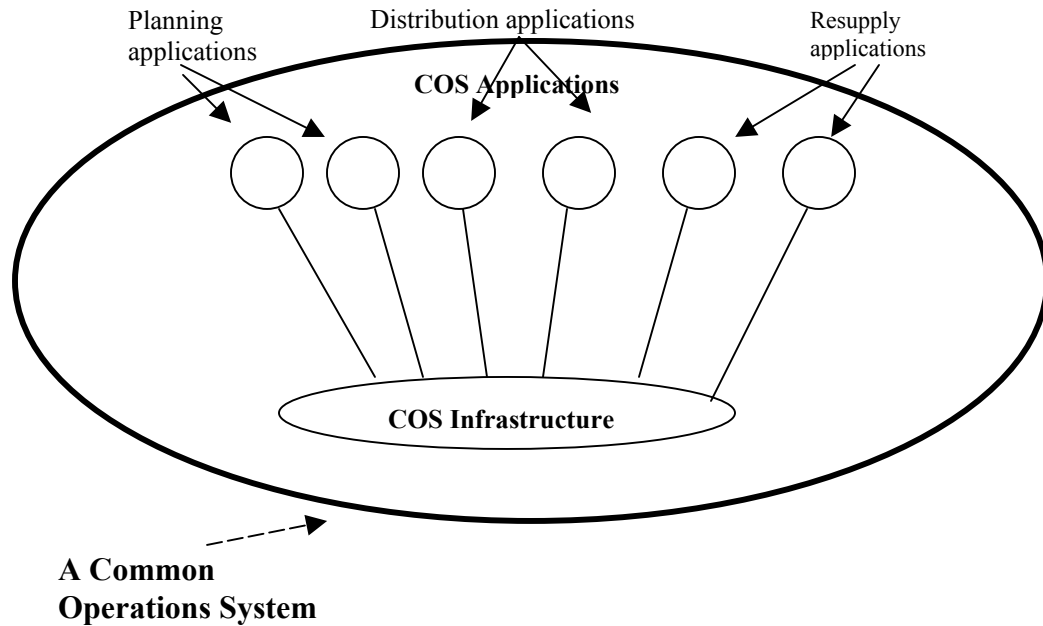 Planning
applications
Distribution applications
Resupply
applications
COS Applications
COS Infrastructure
A Common
Operations System